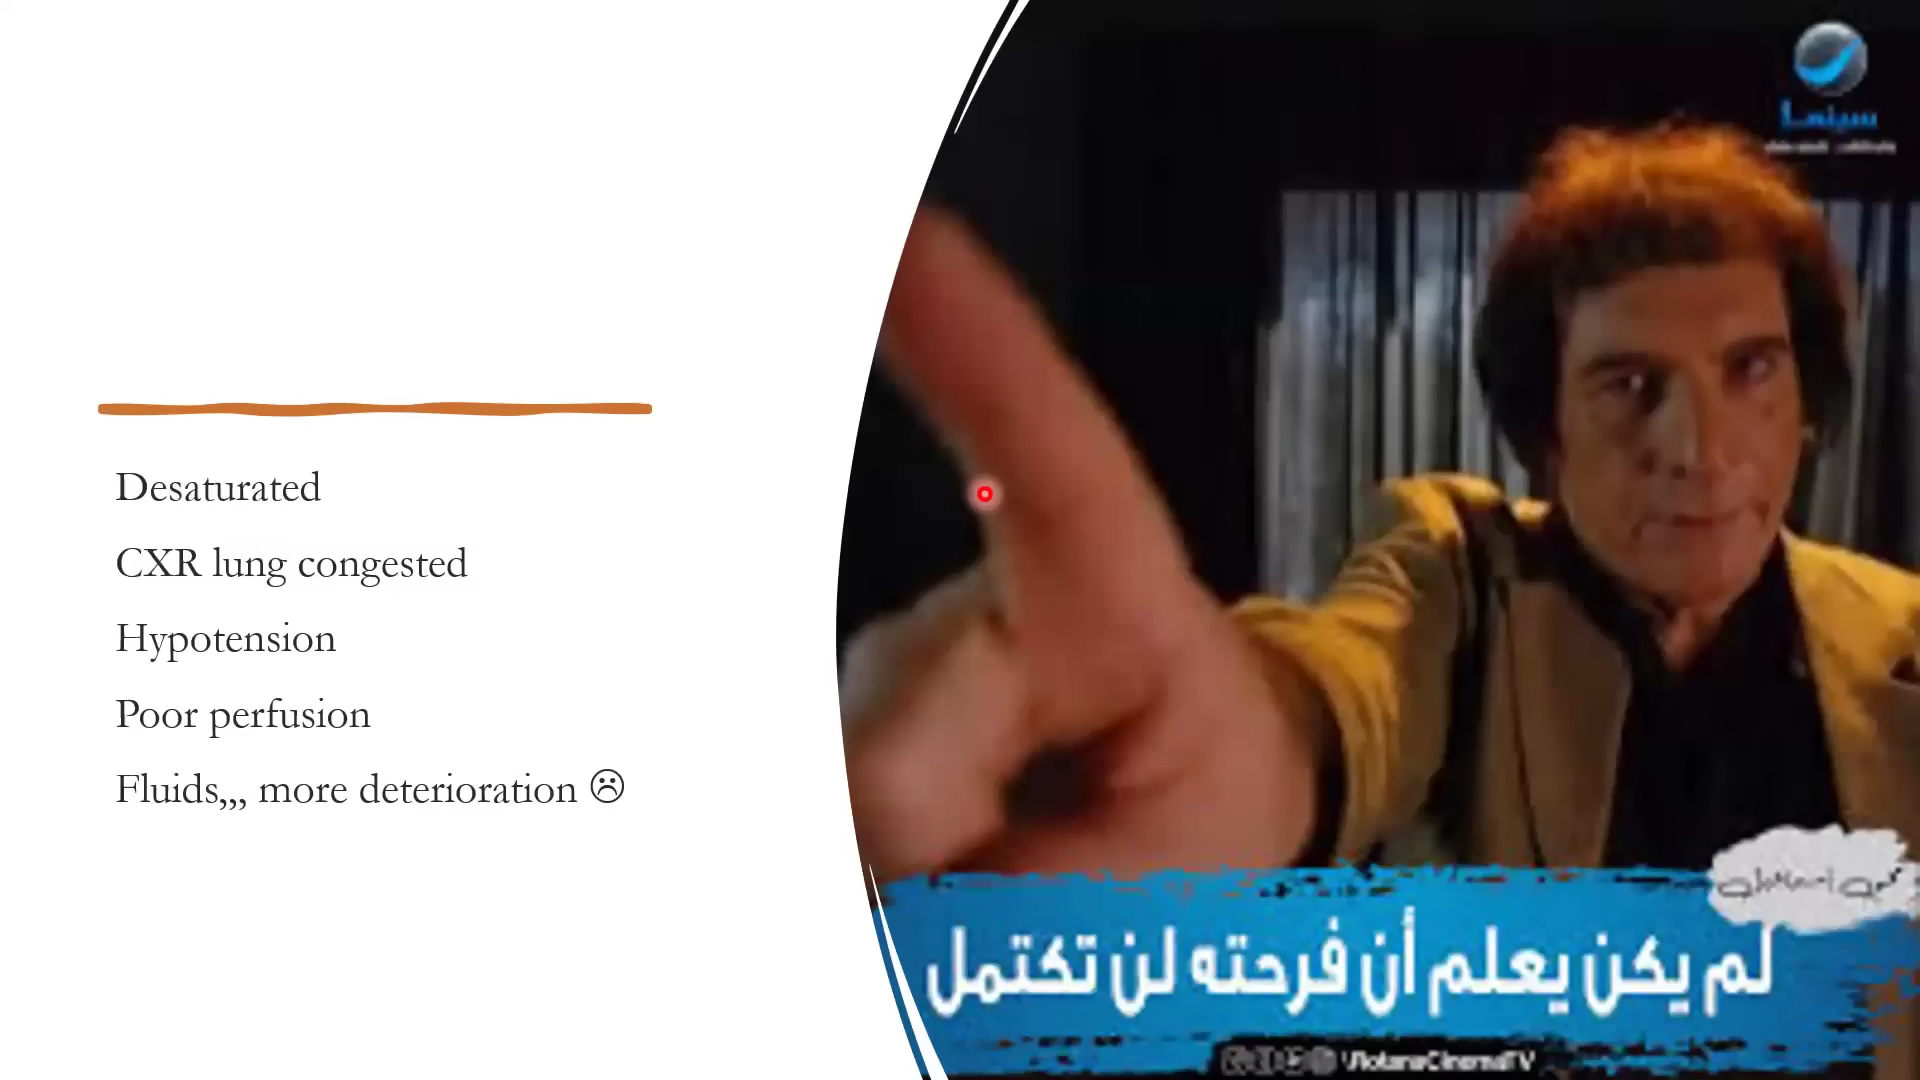 Desaturated
CXR lung congested
Hypotension
Poor perfusion
Fluids,,, more deterioration ☹
سينما
لم يكن يعلم أن فرحته لن تكتمل
/RotanaCinemaTV